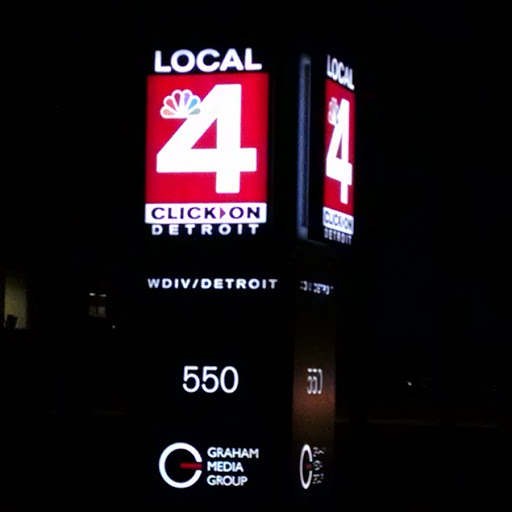 LOCAL
4
CLICK ON
DETROIT
WDIV/DETROIT
550
GRAHAM
MEDIA
GROUP
LOCAL
4
CLICK ON
DETROIT
550